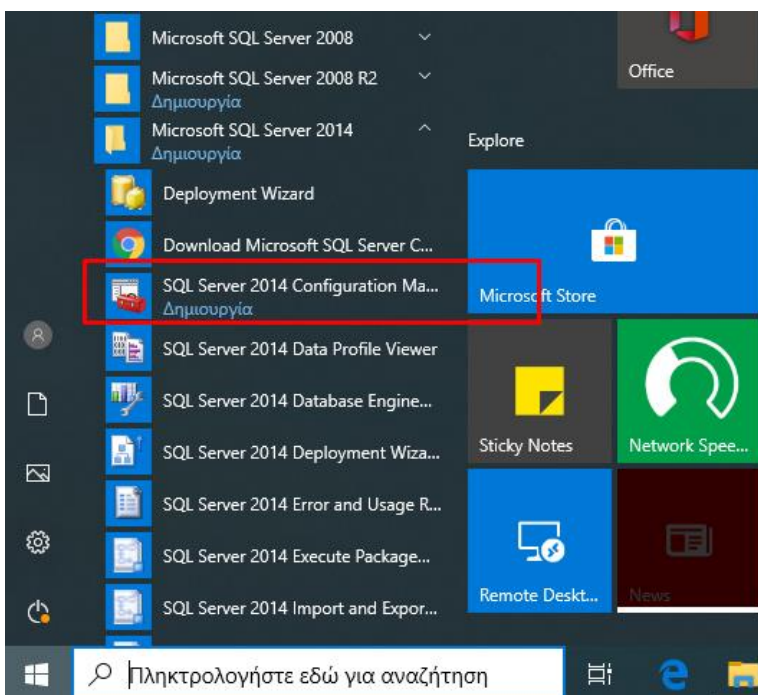 Microsoft SQL Server 2008
Microsoft SQL Server 2008 R2
Δημιουργία
Microsoft SQL Server 2014
Δημιουργία
Deployment Wizard
Download Microsoft SQL Server C...
SQL Server 2014 Configuration Ma...
Δημιουργία
SQL Server 2014 Data Profile Viewer
SQL Server 2014 Database Engine...
SQL Server 2014 Deployment Wiza...
SQL Server 2014 Error and Usage R...
SQL Server 2014 Execute Package...
SQL Server 2014 Import and Expor...
Office
Explore
Microsoft Store
Sticky Notes
Network Spee...
Remote Deskt...
News
Πληκτρολογήστε εδώ για αναζήτηση